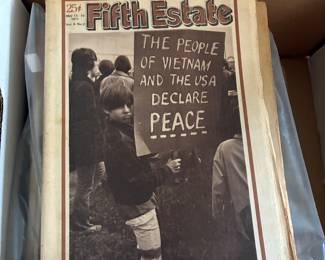 25¢
Fifth Estate
THE PEOPLE
OF VIETNAM
AND THE USA
DECLARE
PEACE